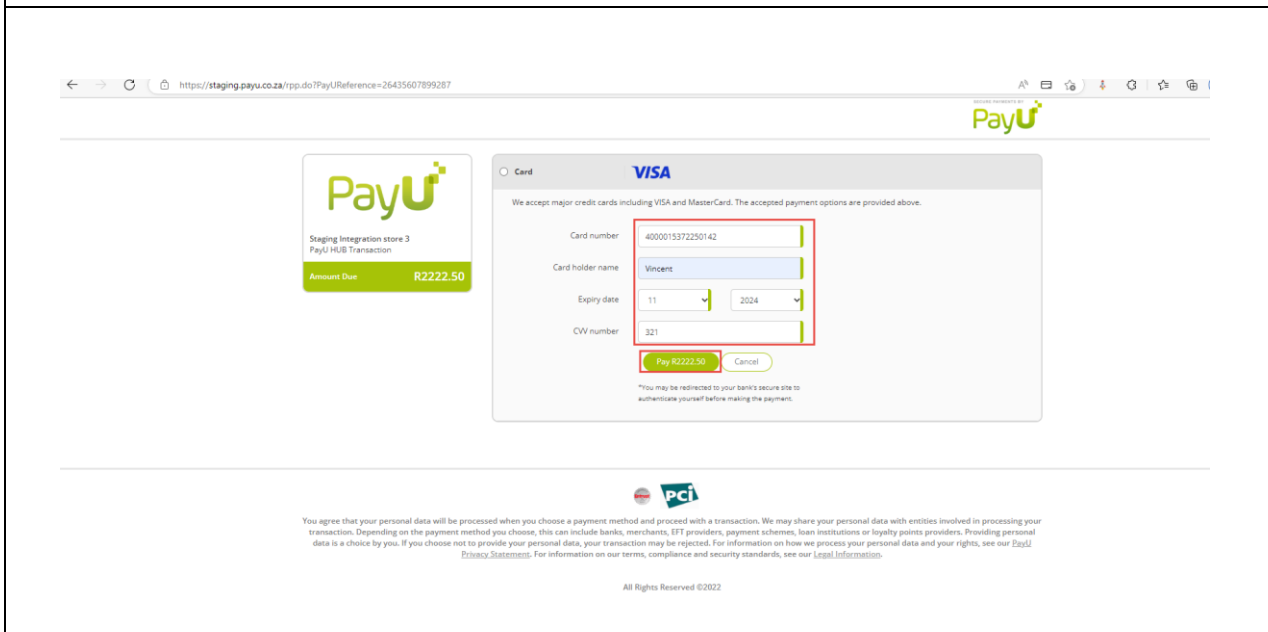 https://staging.payu.co.za/rpp.do?PayUReference=26435607899287
SECURE PAYMENTS BY
PayU
PayU
Staging Integration store 3
PayU HUB Transaction
Amount Due R2222.50
Card VISA
We accept major credit cards including VISA and MasterCard. The accepted payment options are provided above.
Card number 4000015372250142
Card holder name Vincent
Expiry date 11 2024
CVV number 321
Pay R2222.50 Cancel
*You may be redirected to your bank's secure site to
authenticate yourself before making the payment.
PCI
You agree that your personal data will be processed when you choose a payment method and proceed with a transaction. We may share your personal data with entities involved in processing your
transaction. Depending on the payment method you choose, this can include banks, merchants, EFT providers, payment schemes, loan institutions or loyalty points providers. Providing personal
data is a choice by you. If you choose not to provide your personal data, your transaction may be rejected. For information on how we process your personal data and your rights, see our PayU
Privacy Statement. For information on our terms, compliance and security standards, see our Legal Information.
All Rights Reserved ©2022